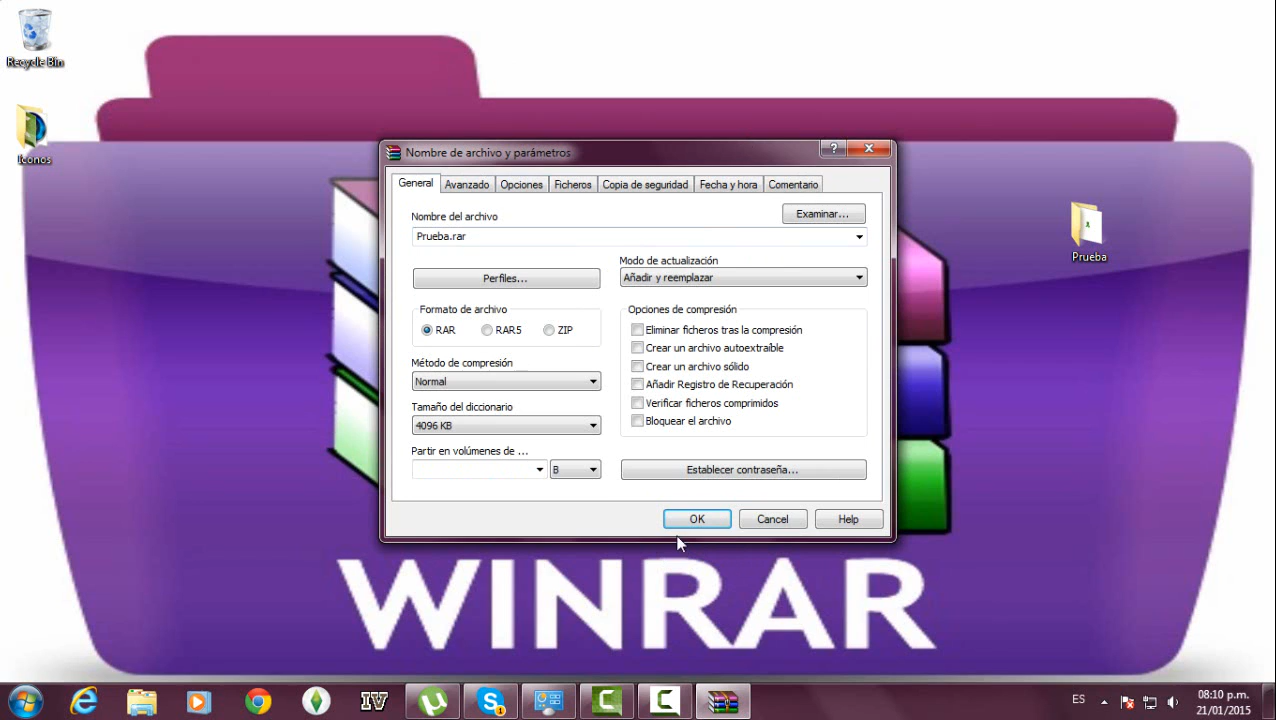 Recycle Bin
Iconos
Prueba
Nombre de archivo y parámetros
General Avanzado Opciones Ficheros Copia de seguridad Fecha y hora Comentario
Nombre del archivo
Examinar...
Prueba.rar
Perfiles...
Modo de actualización
Añadir y reemplazar
Formato de archivo
RAR RAR5 ZIP
Método de compresión
Normal
Tamaño del diccionario
4096 KB
Partir en volúmenes de ...
B
Opciones de compresión
Eliminar ficheros tras la compresión
Crear un archivo autoextraíble
Crear un archivo sólido
Añadir Registro de Recuperación
Verificar ficheros comprimidos
Bloquear el archivo
Establecer contraseña...
OK Cancel Help
WINRAR
IV
ES
08:10 p.m.
21/01/2015